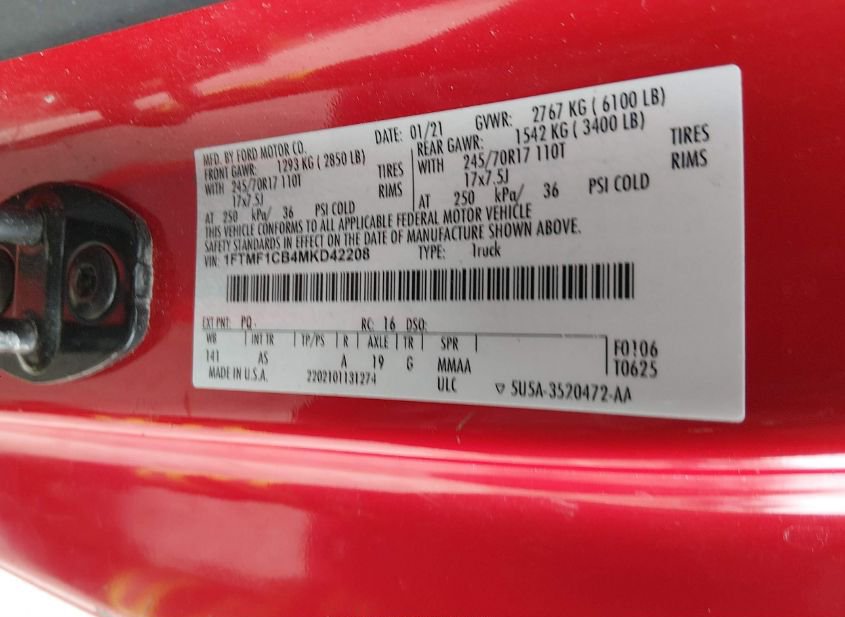 MFD. BY FORD MOTOR CO. DATE: 01/21 GVWR: 2767 KG ( 6100 LB)
FRONT GAWR: 1293 KG ( 2850 LB) REAR GAWR: 1542 KG ( 3400 LB)
WITH 245/70R17 110T TIRES WITH 245/70R17 110T TIRES
17x7.5J RIMS 17x7.5J RIMS
AT 250 kPa/ 36 PSI COLD AT 250 kPa/ 36 PSI COLD
THIS VEHICLE CONFORMS TO ALL APPLICABLE FEDERAL MOTOR VEHICLE
SAFETY STANDARDS IN EFFECT ON THE DATE OF MANUFACTURE SHOWN ABOVE.
VIN: 1FTMF1CB4MKD42208 TYPE: Truck
EXT PNT: PQ RC: 16 DSO:
WB INT TR TP/PS R AXLE TR SPR
141 AS A 19 G MMAA
F0106
T0625
MADE IN U.S.A. 2202101131274 ULC
▽ 5U5A-3520472-AA